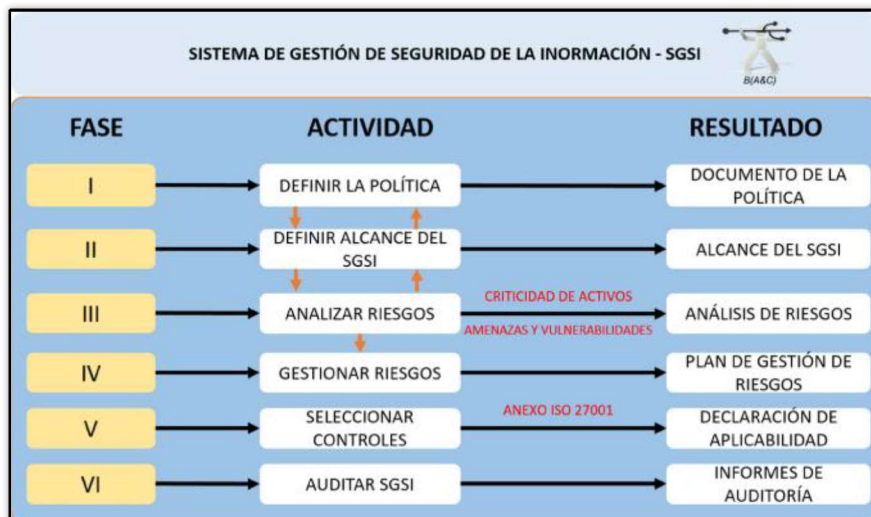 SISTEMA DE GESTIÓN DE SEGURIDAD DE LA INORMACIÓN - SGSI
B(A&C)
FASE ACTIVIDAD RESULTADO
I DEFINIR LA POLÍTICA DOCUMENTO DE LA
POLÍTICA
II DEFINIR ALCANCE DEL
SGSI ALCANCE DEL SGSI
III ANALIZAR RIESGOS CRITICIDAD DE ACTIVOS
AMENAZAS Y VULNERABILIDADES ANÁLISIS DE RIESGOS
IV GESTIONAR RIESGOS PLAN DE GESTIÓN DE
RIESGOS
V SELECCIONAR
CONTROLES ANEXO ISO 27001 DECLARACIÓN DE
APLICABILIDAD
VI AUDITAR SGSI INFORMES DE
AUDITORÍA